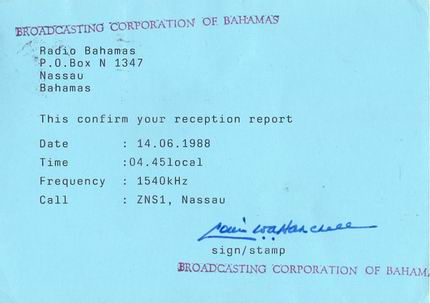 BROADCASTING CORPORATION OF BAHAMAS
Radio Bahamas
P.O.Box N 1347
Nassau
Bahamas
This confirm your reception report
Date : 14.06.1988
Time :04.45local
Frequency : 1540kHz
Call : ZNS1, Nassau
sign/stamp
BROADCASTING CORPORATION OF BAHAM